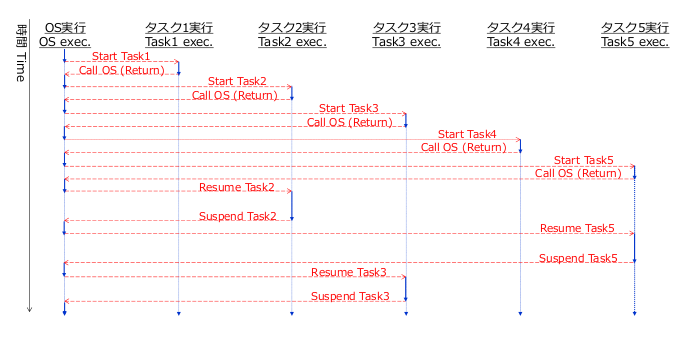 時間 Time
OS実行
OS exec.
タスク1実行
Task1 exec.
タスク2実行
Task2 exec.
タスク3実行
Task3 exec.
タスク4実行
Task4 exec.
タスク5実行
Task5 exec.
Start Task1
Call OS (Return)
Start Task2
Call OS (Return)
Start Task3
Call OS (Return)
Start Task4
Call OS (Return)
Start Task5
Call OS (Return)
Resume Task2
Suspend Task2
Resume Task5
Suspend Task5
Resume Task3
Suspend Task3